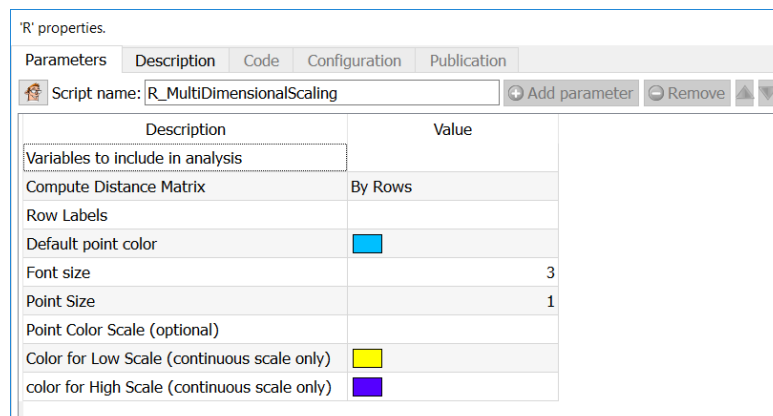 'R' properties.
Parameters Description Code Configuration Publication
Script name: R_MultiDimensionalScaling Add parameter Remove
Description Value
Variables to include in analysis
Compute Distance Matrix By Rows
Row Labels
Default point color
Font size 3
Point Size 1
Point Color Scale (optional)
Color for Low Scale (continuous scale only)
color for High Scale (continuous scale only)